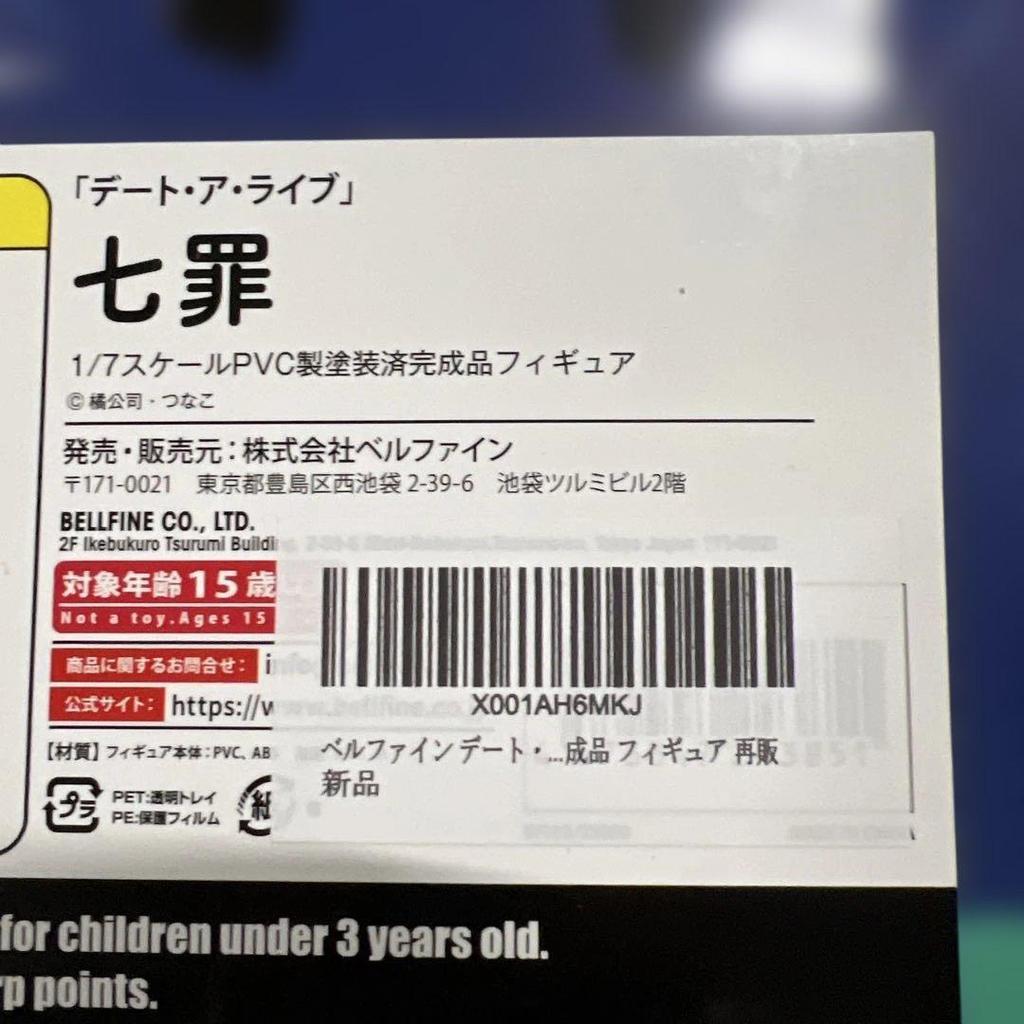 「デート・ア・ライブ」
七罪
1/7スケールPVC製塗装済完成品フィギュア
©橘公司・つなこ
発売・販売元：株式会社ベルファイン
〒171-0021 東京都豊島区西池袋 2-39-6 池袋ツルミビル2階
BELLFINE CO., LTD.
2F Ikebukuro Tsurumi Buildi
対象年齢 15 歳
Not a toy. Ages 15
商品に関するお問合せ：
公式サイト： https://w
【材質】フィギュア本体：PVC, AB
PET:透明トレイ
プラ
PE:保護フィルム
紙
X001AH6MKJ
ベルファイン デート・...成品 フィギュア 再販
新品
for children under 3 years old.
rp points.